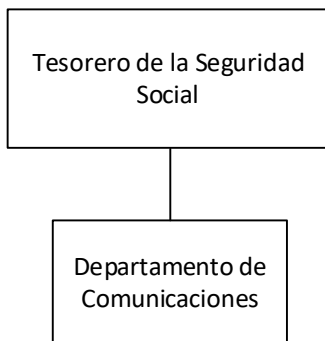 Tesorero de la Seguridad
Social
Departamento de
Comunicaciones